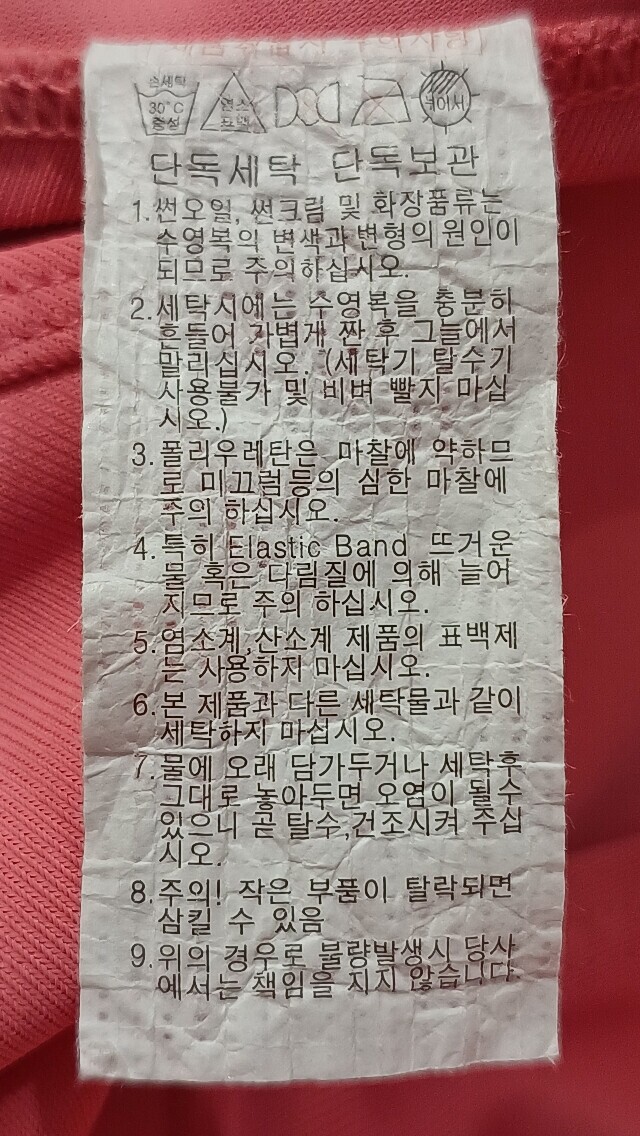 손세탁
30°C
중성
염소
표백
뉘어서
단독세탁 단독보관
1.썬오일, 썬크림 및 화장품류는
수영복의 변색과 변형의 원인이
되므로 주의하십시오.
2.세탁시에는 수영복을 충분히
흔들어 가볍게 짠 후 그늘에서
말리십시오. (세탁기 탈수기
사용불가 및 비벼 빨지 마십
시오.)
3.폴리우레탄은 마찰에 약하므
로 미끄럼등의 심한 마찰에
주의 하십시오.
4.특히 Elastic Band 뜨거운
물 혹은 다림질에 의해 늘어
지므로 주의 하십시오.
5.염소계,산소계 제품의 표백제
는 사용하지 마십시오.
6.본 제품과 다른 세탁물과 같이
세탁하지 마십시오.
7.물에 오래 담가두거나 세탁후
그대로 놓아두면 오염이 될수
있으니 곧 탈수,건조시켜 주십
시오.
8.주의! 작은 부품이 탈락되면
삼킬 수 있음
9.위의 경우로 불량발생시 당사
에서는 책임을 지지 않습니다.